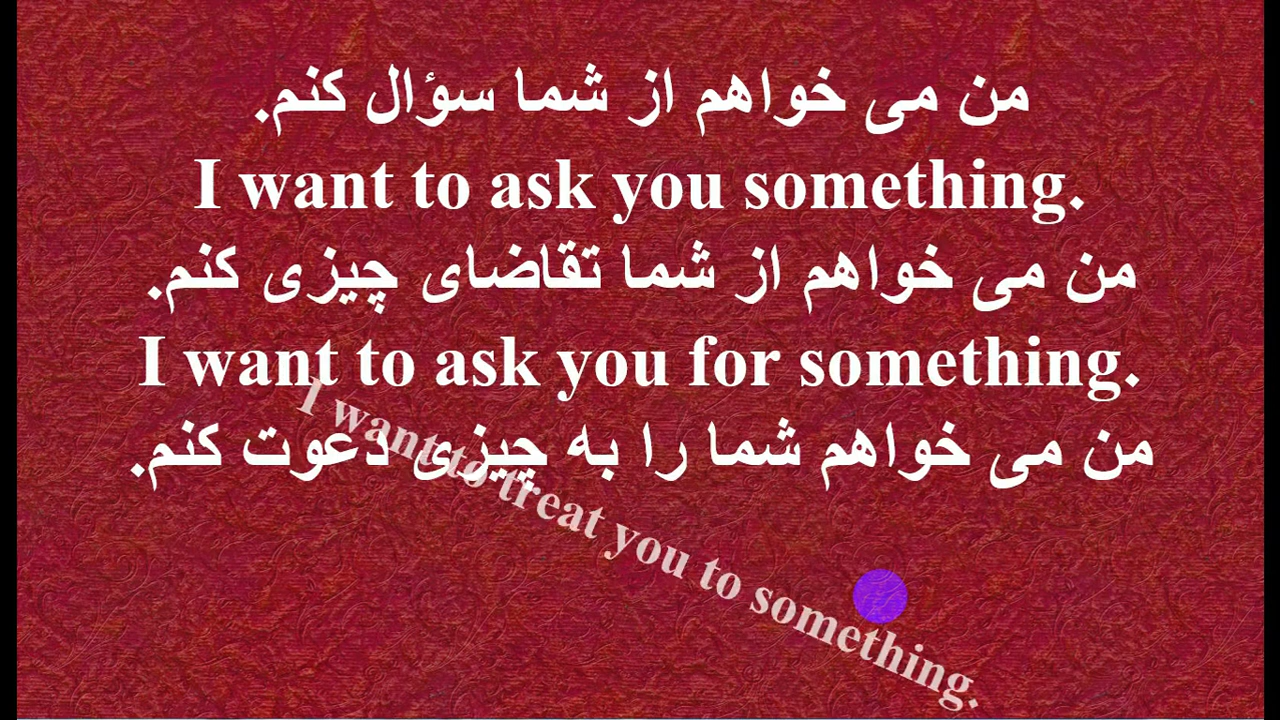 من می خواهم از شما سؤال کنم.
I want to ask you something.
من می خواهم از شما تقاضای چیزی کنم.
I want to ask you for something.
من می خواهم شما را به چیزی دعوت کنم.
I want to treat you to something.